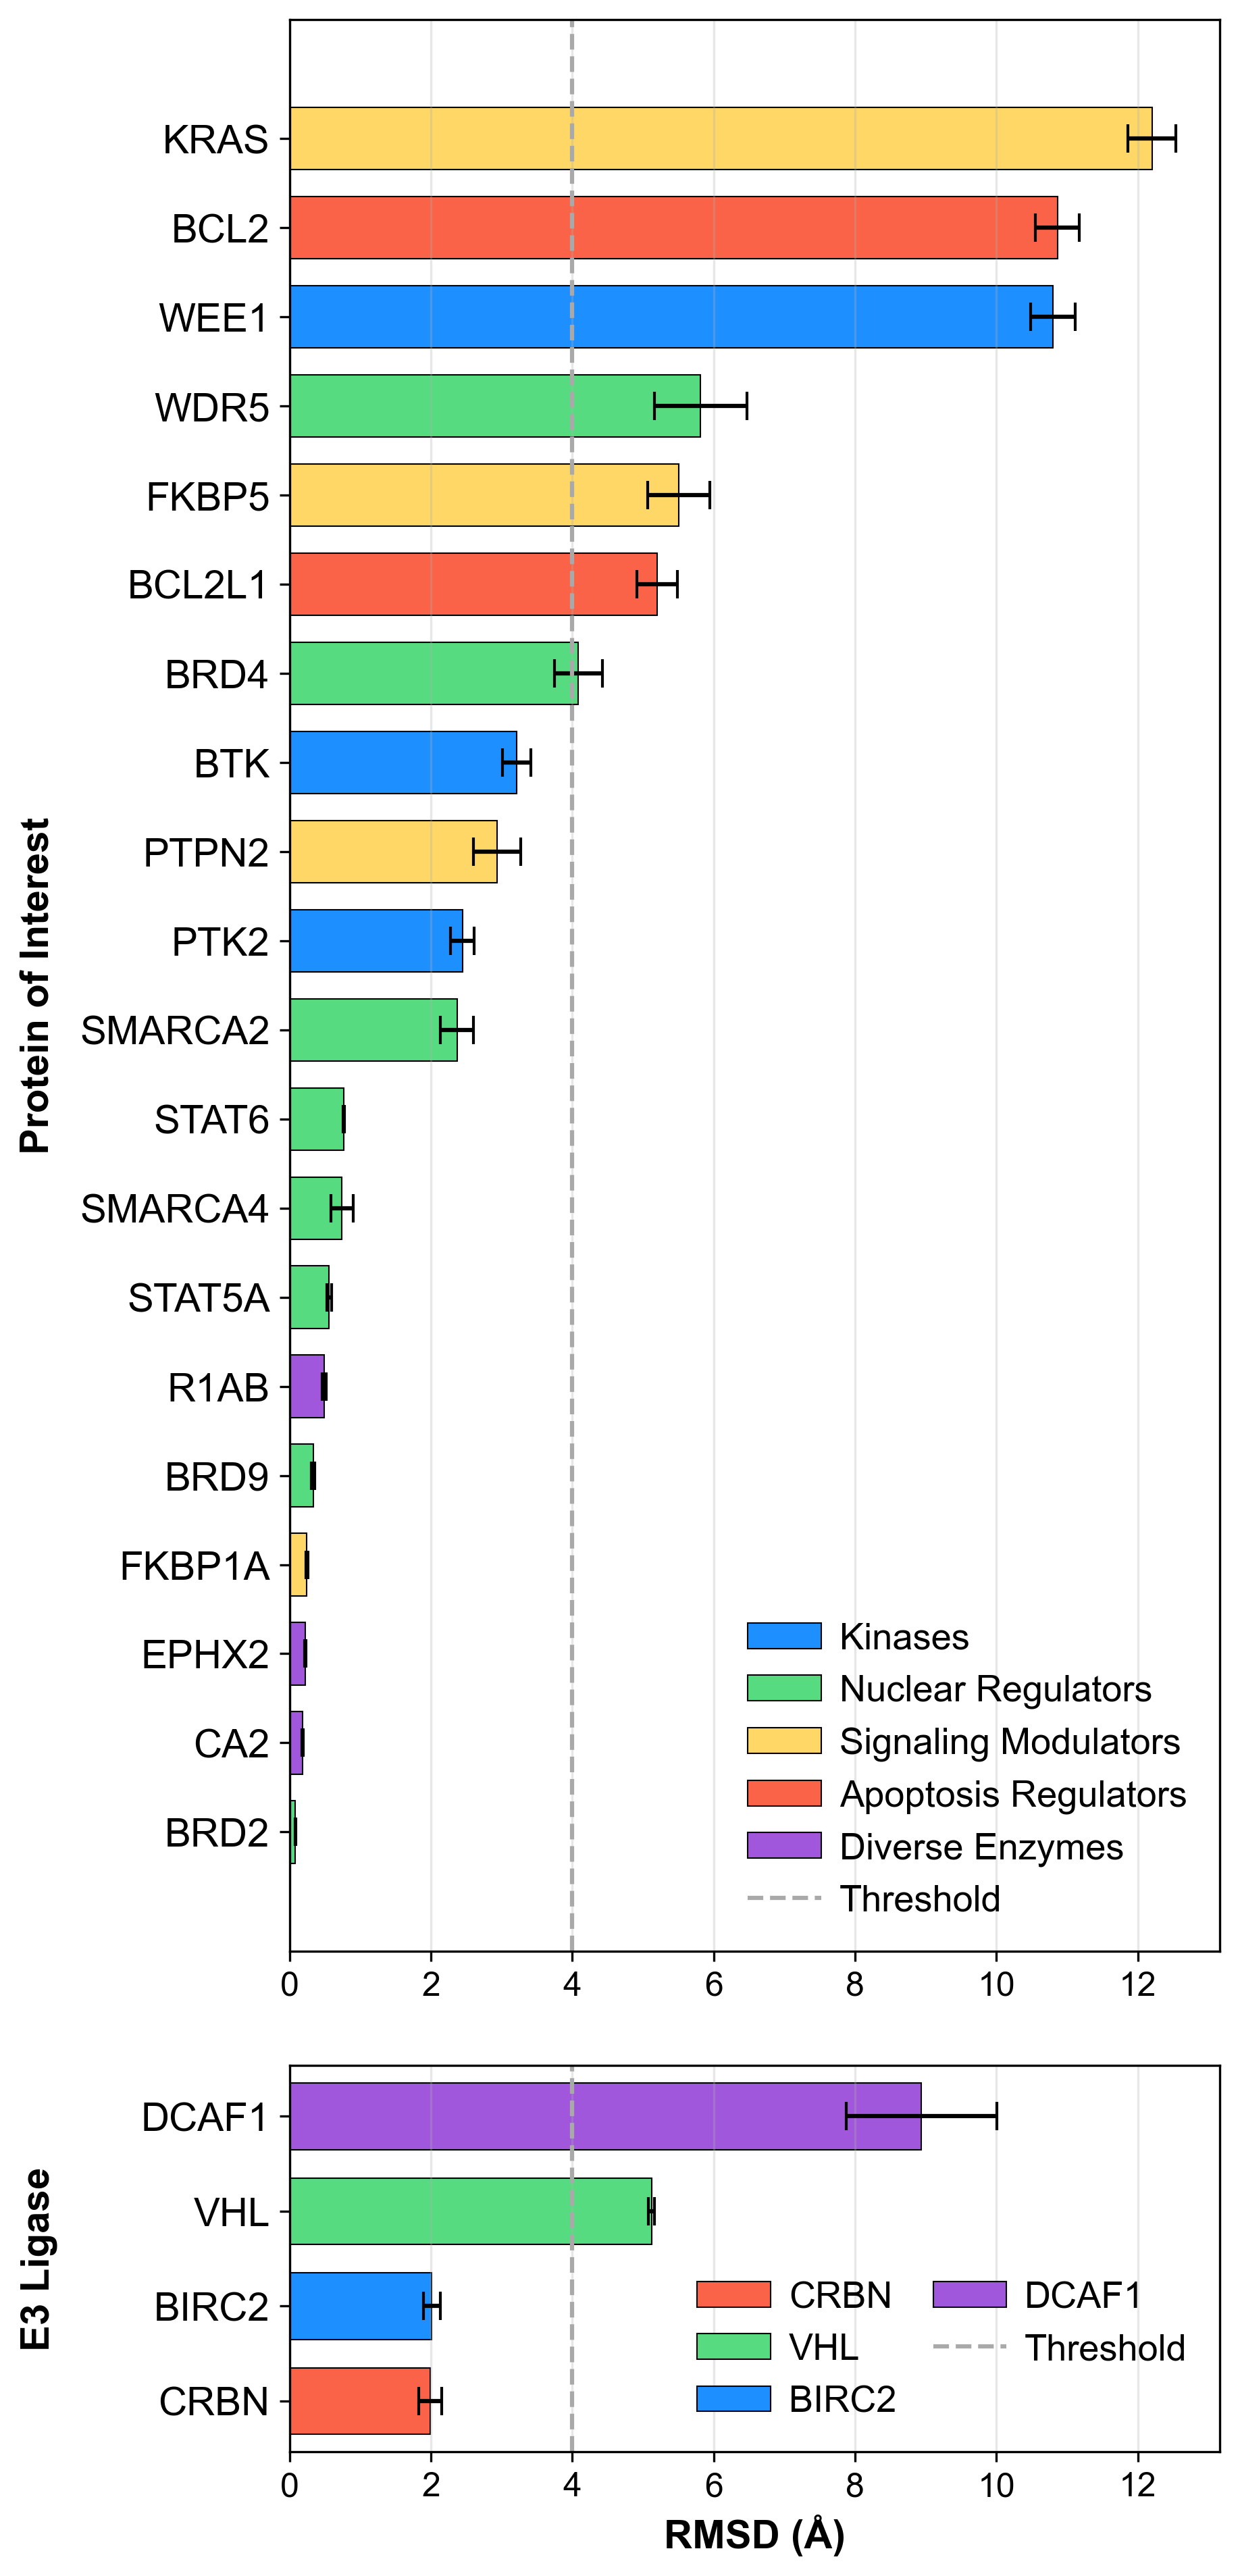 Protein of Interest
KRAS
BCL2
WEE1
WDR5
FKBP5
BCL2L1
BRD4
BTK
PTPN2
PTK2
SMARCA2
STAT6
SMARCA4
STAT5A
R1AB
BRD9
FKBP1A
EPHX2
CA2
BRD2
Kinases
Nuclear Regulators
Signaling Modulators
Apoptosis Regulators
Diverse Enzymes
Threshold
0 2 4 6 8 10 12
E3 Ligase
DCAF1
VHL
BIRC2
CRBN
CRBN
VHL
BIRC2
DCAF1
Threshold
0 2 4 6 8 10 12
RMSD (Å)